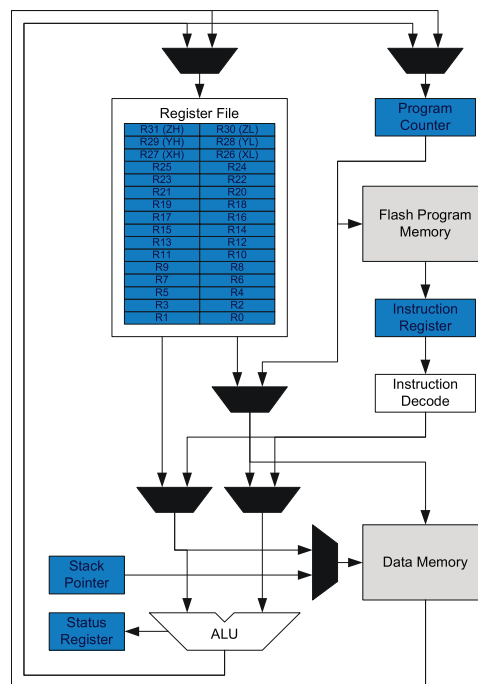 Register File
R31 (ZH) R30 (ZL)
R29 (YH) R28 (YL)
R27 (XH) R26 (XL)
R25 R24
R23 R22
R21 R20
R19 R18
R17 R16
R15 R14
R13 R12
R11 R10
R9 R8
R7 R6
R5 R4
R3 R2
R1 R0
Program
Counter
Flash Program
Memory
Instruction
Register
Instruction
Decode
Data Memory
Stack
Pointer
Status
Register
ALU